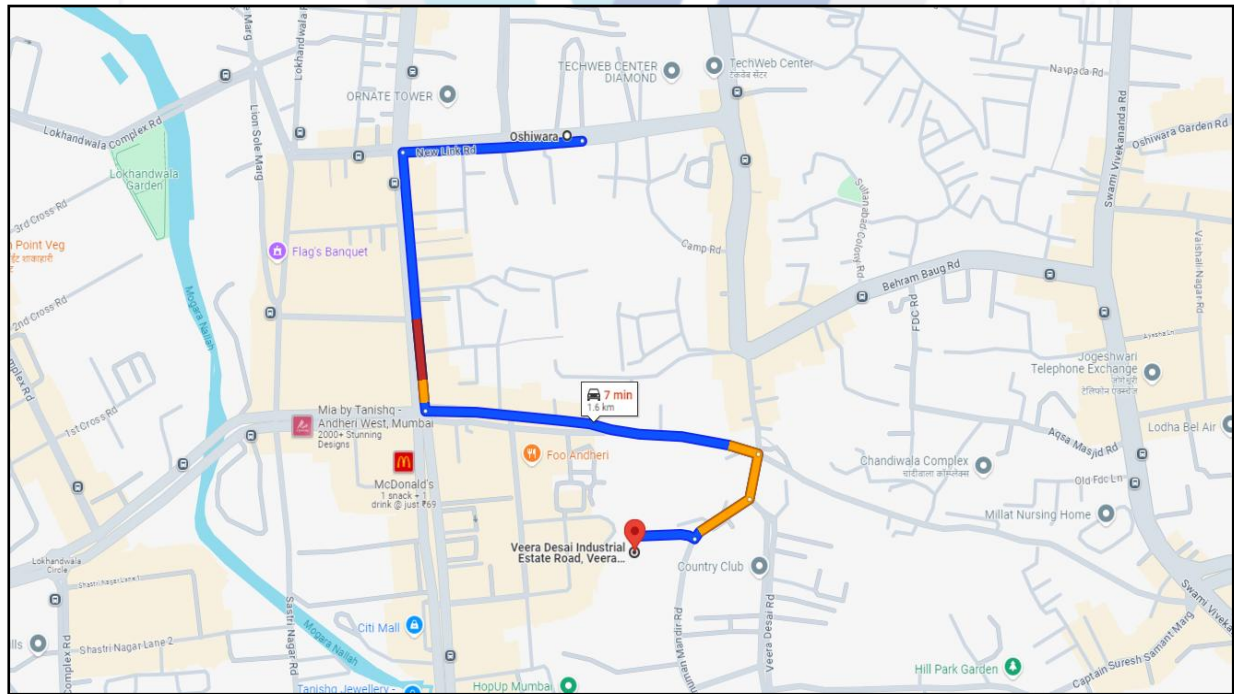 TECHWEB CENTER
DIAMOND
TechWeb Center
टेकवेब सेंटर
Navpada Rd
ORNATE TOWER
Lokhandwala Complex Rd
Lion Sole Marg
Oshiwara
New Link Rd
Oshiwara Garden Rd
Swami Vivekananda Rd
Lokhandwala
Garden
3rd Cross Rd
Sultanabad Colony Rd
Point Veg
Flag's Banquet
Camp Rd
Behram Baug Rd
Vaishali Nagar Rd
2nd Cross Rd
Mogara Nallah
FDC Rd
Jogeshwari
Telephone Exchange
7 min
1.6 km
Mia by Tanishq -
Andheri West, Mumbai
2000+ Stunning
Designs
1st Cross Rd
Aqsa Masjid Rd
Lodha Bel Air
Foo Andheri
McDonald's
1 snack + 1
drink @ just ₹69
Chandiwala Complex
चांदीवाला कॉम्प्लेक्स
Old Fdc Ln
Millat Nursing Home
Veera Desai Industrial
Estate Road, Veera...
Country Club
Lokhandwala
Circle
Shastri Nagar Lane 1
Shastri Nagar Lane 2
Sastri Nagar Rd
Citi Mall
Veera Desai Rd
Mogara Nallah
Hill Park Garden
Captain Suresh Samant Marg
Tanishq Jewellery -
HopUp Mumbai